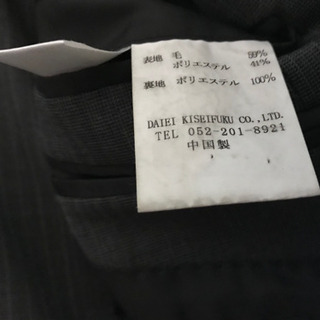 表地 毛 59%
ポリエステル 41%
裏地 ポリエステル 100%
DAIEI KISEIFUKU CO.,LTD.
TEL 052-201-8921
中国製